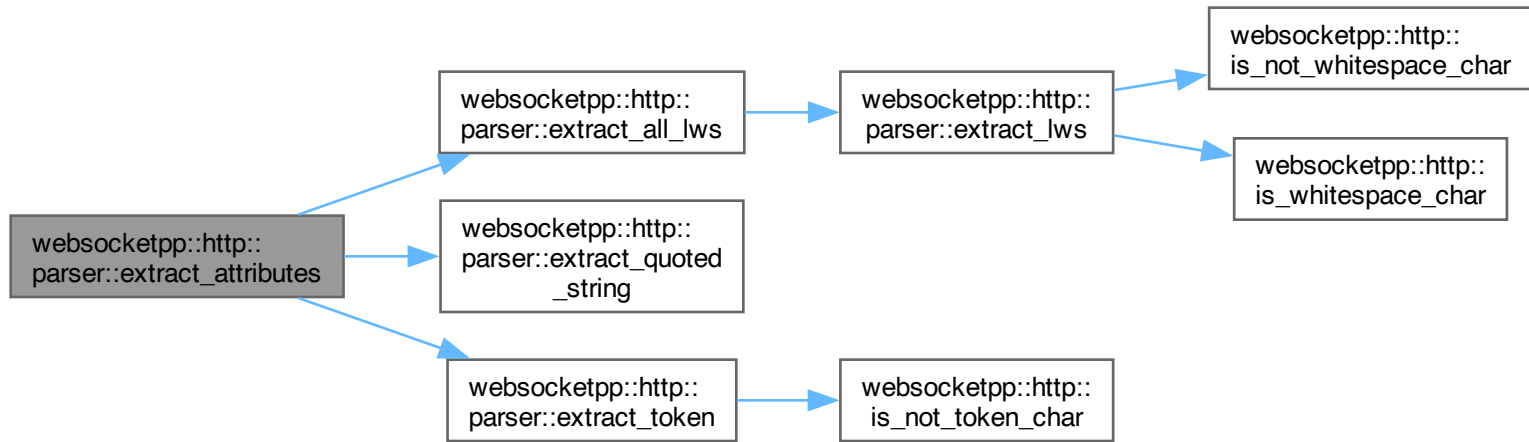 websocketpp::http::
parser::extract_attributes
websocketpp::http::
parser::extract_all_lws
websocketpp::http::
parser::extract_lws
websocketpp::http::
is_not_whitespace_char
websocketpp::http::
is_whitespace_char
websocketpp::http::
parser::extract_quoted
_string
websocketpp::http::
parser::extract_token
websocketpp::http::
is_not_token_char